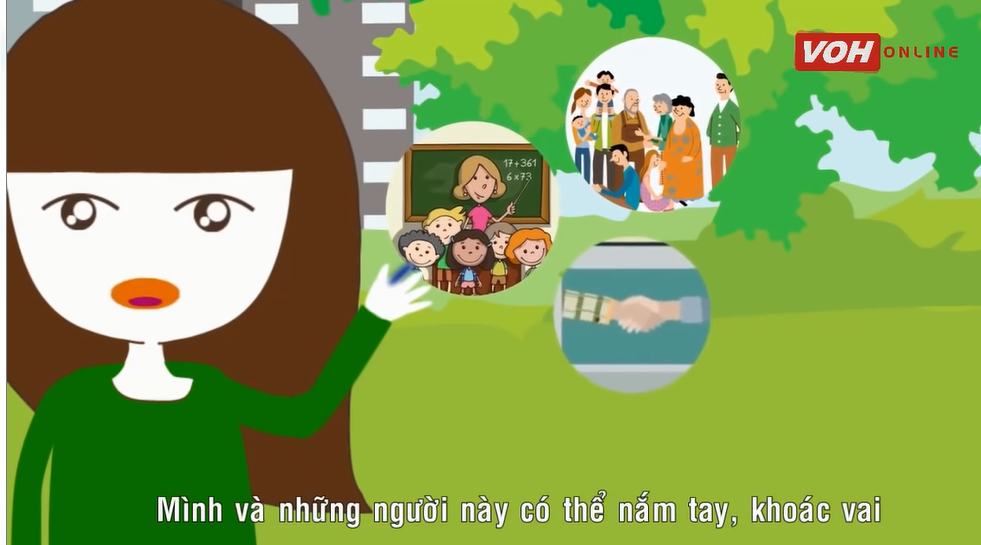 VOH ONLINE
17+361
6x73
Mình và những người này có thể nắm tay, khoác vai